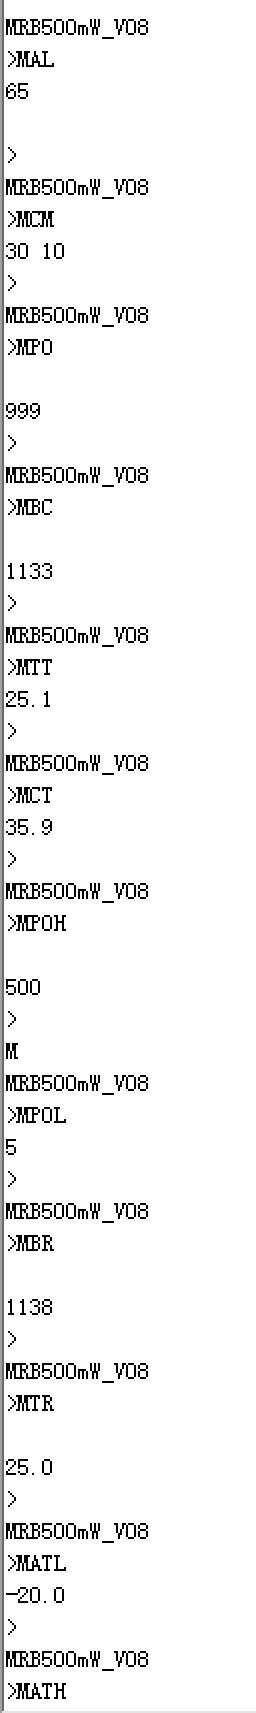 MRB500mW_V08
>MAL
65
>
MRB500mW_V08
>MCM
30 10
>
MRB500mW_V08
>MPO
999
>
MRB500mW_V08
>MBC
1133
>
MRB500mW_V08
>MTT
25.1
>
MRB500mW_V08
>MCT
35.9
>
MRB500mW_V08
>MPOH
500
>
M
MRB500mW_V08
>MPOL
5
>
MRB500mW_V08
>MBR
1138
>
MRB500mW_V08
>MTR
25.0
>
MRB500mW_V08
>MATL
-20.0
>
MRB500mW_V08
>MATH